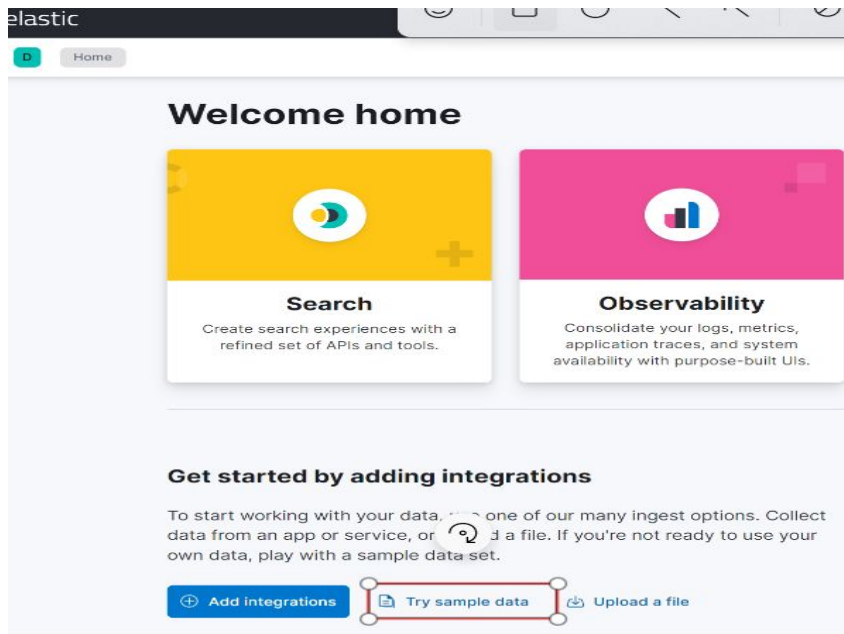 elastic
D Home
Welcome home
Search
Create search experiences with a
refined set of APIs and tools.
Observability
Consolidate your logs, metrics,
application traces, and system
availability with purpose-built UIs.
Get started by adding integrations
To start working with your data, one of our many ingest options. Collect
data from an app or service, or d a file. If you're not ready to use your
own data, play with a sample data set.
Add integrations Try sample data Upload a file